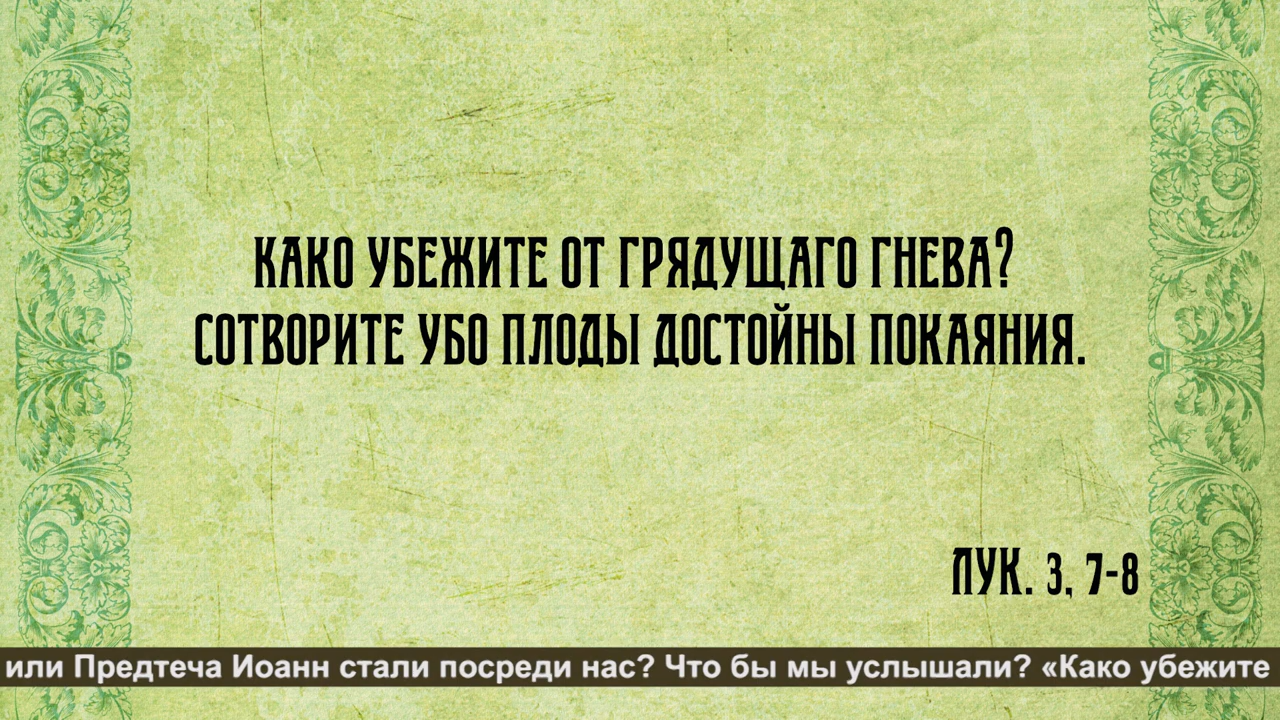 КАКО УБЕЖИТЕ ОТ ГРЯДУЩАГО ГНЕВА?
СОТВОРИТЕ УБО ПЛОДЫ ДОСТОЙНЫ ПОКАЯНИЯ.
ЛУК. 3, 7-8
или Предтеча Иоанн стали посреди нас? Что бы мы услышали? «Како убежите